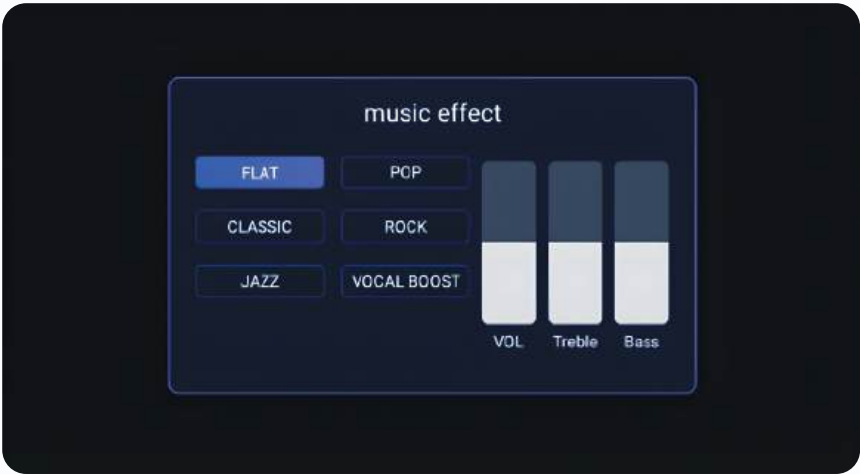 music effect
FLAT
POP
CLASSIC
ROCK
JAZZ
VOCAL BOOST
VOL
Treble
Bass